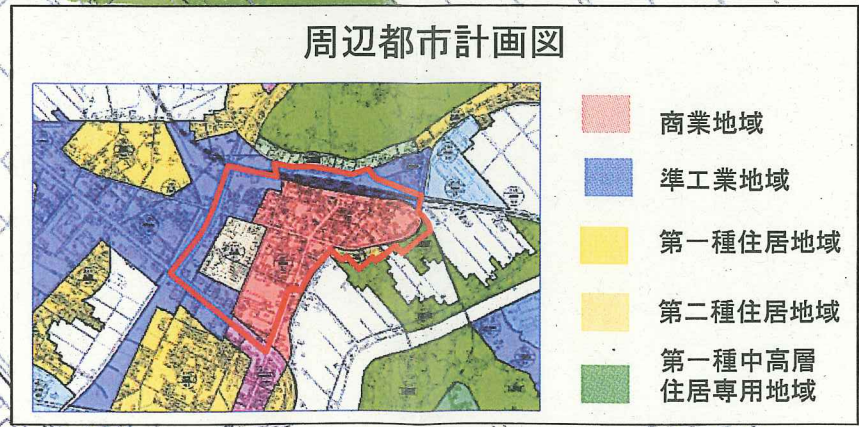 周辺都市計画図
商業地域
準工業地域
第一種住居地域
第二種住居地域
第一種中高層
住居専用地域